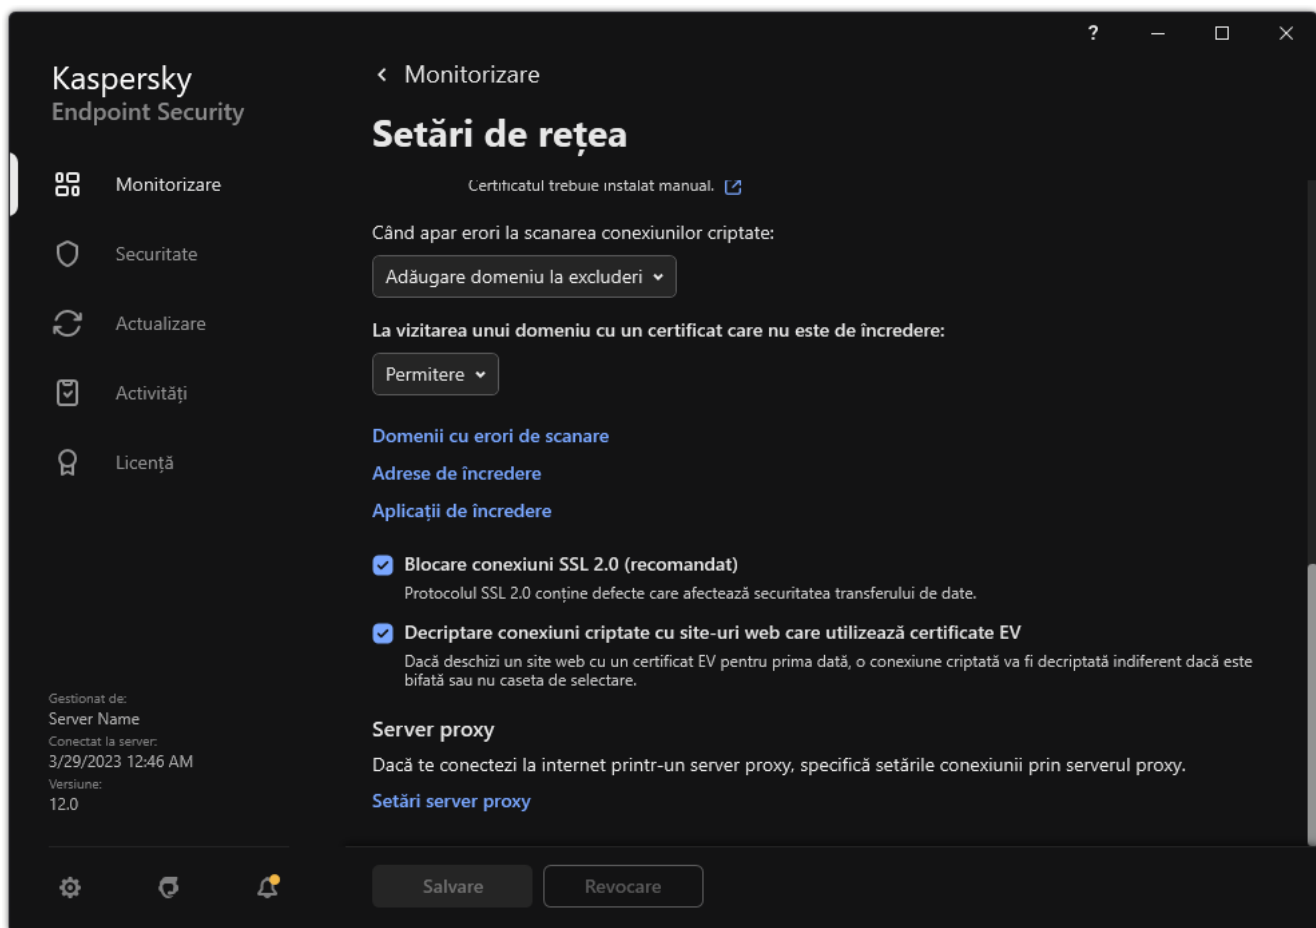 ?
Kaspersky
Endpoint Security
Monitorizare
Securitate
Actualizare
Activități
Licență
Gestionat de:
Server Name
Conectat la server:
3/29/2023 12:46 AM
Versiune:
12.0
Monitorizare
Setări de rețea
Certificatul trebuie instalat manual.
Când apar erori la scanarea conexiunilor criptate:
Adăugare domeniu la excluderi
La vizitarea unui domeniu cu un certificat care nu este de încredere:
Permitere
Domenii cu erori de scanare
Adrese de încredere
Aplicații de încredere
Blocare conexiuni SSL 2.0 (recomandat)
Protocolul SSL 2.0 conține defecte care afectează securitatea transferului de date.
Decriptare conexiuni criptate cu site-uri web care utilizează certificate EV
Dacă deschizi un site web cu un certificat EV pentru prima dată, o conexiune criptată va fi decriptată indiferent dacă este
bifată sau nu caseta de selectare.
Server proxy
Dacă te conectezi la internet printr-un server proxy, specifică setările conexiunii prin serverul proxy.
Setări server proxy
Salvare
Revocare